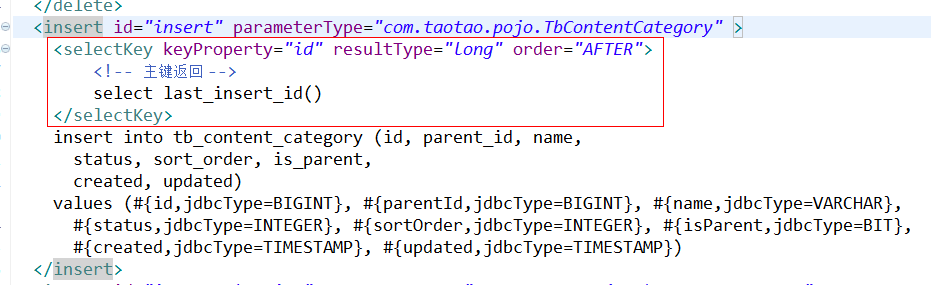 </delete>
<insert id="insert" parameterType="com.taotao.pojo.TbContentCategory" >
<selectKey keyProperty="id" resultType="long" order="AFTER">
<!-- 主键返回 -->
select last_insert_id()
</selectKey>
insert into tb_content_category (id, parent_id, name,
status, sort_order, is_parent,
created, updated)
values (#{id,jdbcType=BIGINT}, #{parentId,jdbcType=BIGINT}, #{name,jdbcType=VARCHAR},
#{status,jdbcType=INTEGER}, #{sortOrder,jdbcType=INTEGER}, #{isParent,jdbcType=BIT},
#{created,jdbcType=TIMESTAMP}, #{updated,jdbcType=TIMESTAMP})
</insert>